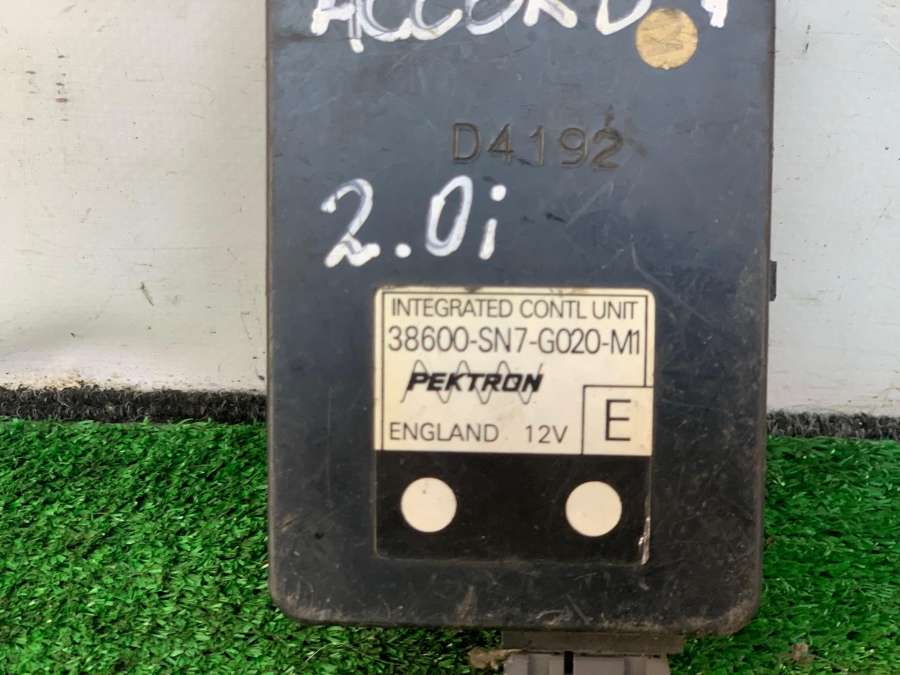 ACCORD
D4192
2.0i
INTEGRATED CONTL UNIT
38600-SN7-G020-M1
PEKTRON
E
ENGLAND 12V